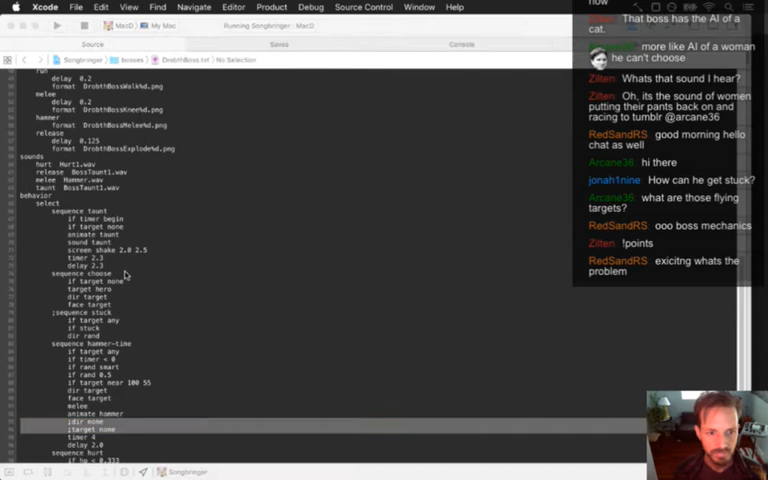 Xcode File Edit View Find Navigate Editor Product Debug Source Control Window Help
MacD My Mac
Running Songbringer
Source Saves Console
Songbringer bosses DrobthBoss.txt No Selection
run
delay 0.2
format DrobthBossWalk%d.png
melee
delay 0.2
format DrobthBossKnee%d.png
hammer
format DrobthBossMelee%d.png
release
delay 0.125
format DrobthBossExplode%d.png
sounds
hurt Hurt1.wav
release BossTaunt1.wav
melee Hammer.wav
taunt BossTaunt1.wav
behavior
select
sequence taunt
if timer begin
if target none
animate taunt
sound taunt
screen shake 2.0 2.5
timer 2.3
delay 2.3
sequence choose
if target none
target hero
dir target
face target
;sequence stuck
if target any
if stuck
dir rand
sequence hammer-time
if target any
if timer < 0
if rand smart
if rand 0.5
if target near 100 55
dir target
face target
melee
animate hammer
;dir none
;target none
timer 4
delay 2.0
sequence hurt
if hp < 0.333
Songbringer
now
That boss has the AI of a
cat.
more like AI of a woman
he can't choose
Zilten: Whats that sound I hear?
Zilten: Oh, its the sound of women
putting their pants back on and
racing to tumblr @arcane36
RedSandRS: good morning hello
chat as well
Arcane36: hi there
jonah1nine: How can he get stuck?
Arcane36: what are those flying
targets?
RedSandRS: ooo boss mechanics
Zilten: !points
RedSandRS: exicitng whats the
problem